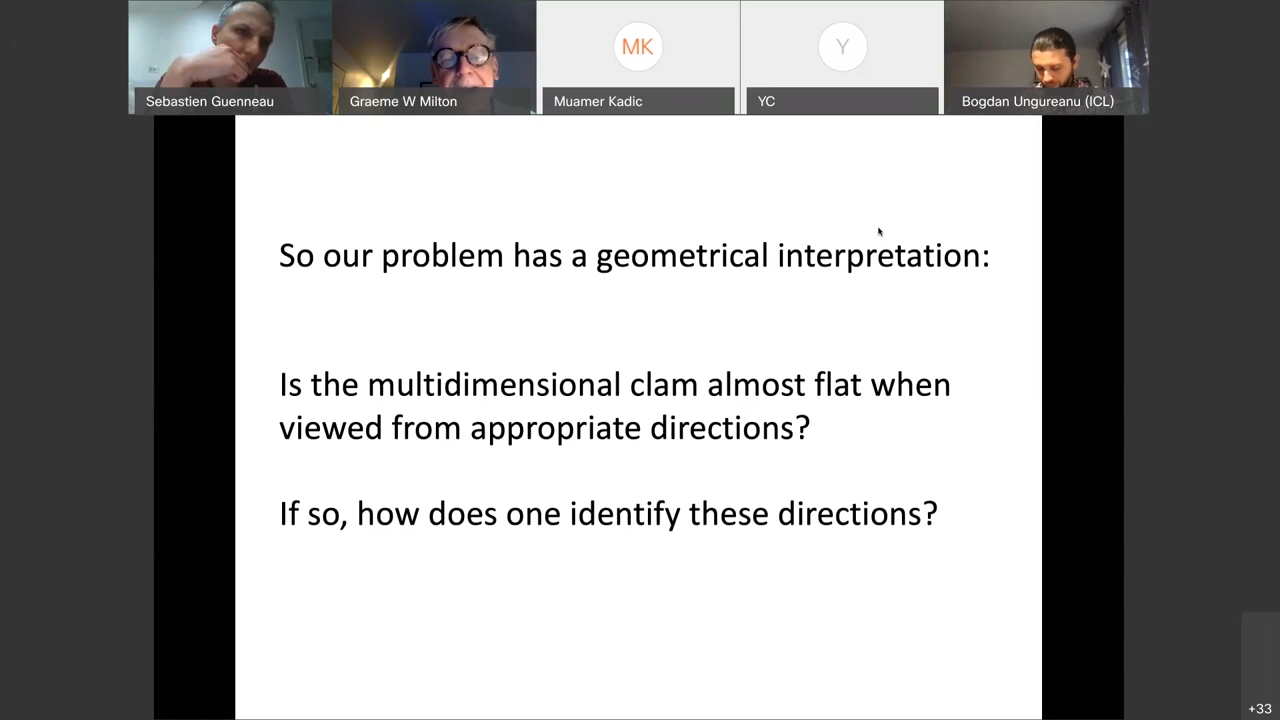 MK
Y
Sebastien Guenneau
Graeme W Milton
Muamer Kadic
YC
Bogdan Ungureanu (ICL)
So our problem has a geometrical interpretation:
Is the multidimensional clam almost flat when
viewed from appropriate directions?
If so, how does one identify these directions?
+33